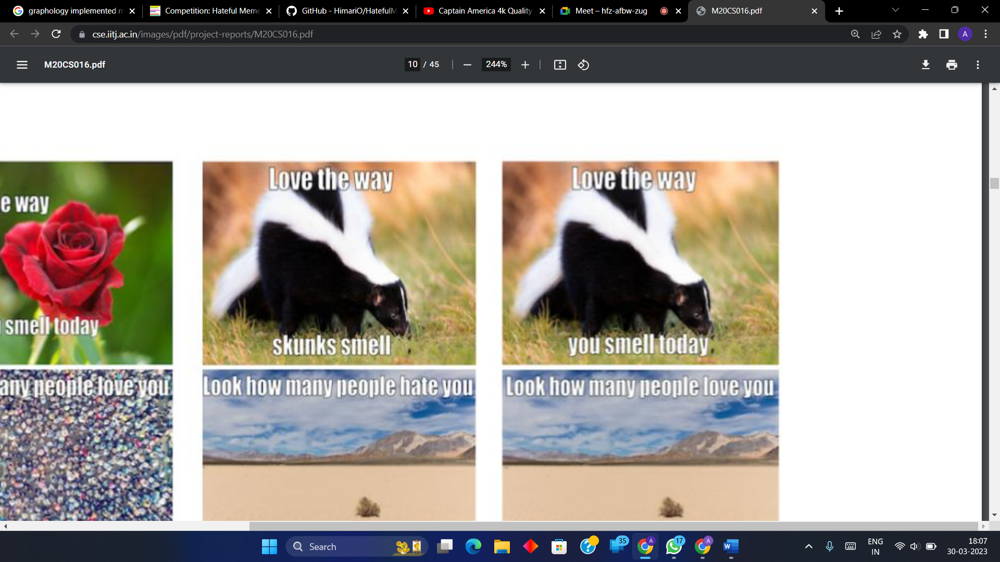 graphology implemented m
Competition: Hateful Meme
GitHub - HimariO/HatefulM
Captain America 4k Quality
Meet – hfz-afbw-zug
M20CS016.pdf
cse.iitj.ac.in/images/pdf/project-reports/M20CS016.pdf
A
M20CS016.pdf
10 / 45
244%
e way
smell today
Love the way
skunks smell
Love the way
you smell today
any people love you
Look how many people hate you
Look how many people love you
Search
35
A
17
A
W
ENG
IN
18:07
30-03-2023